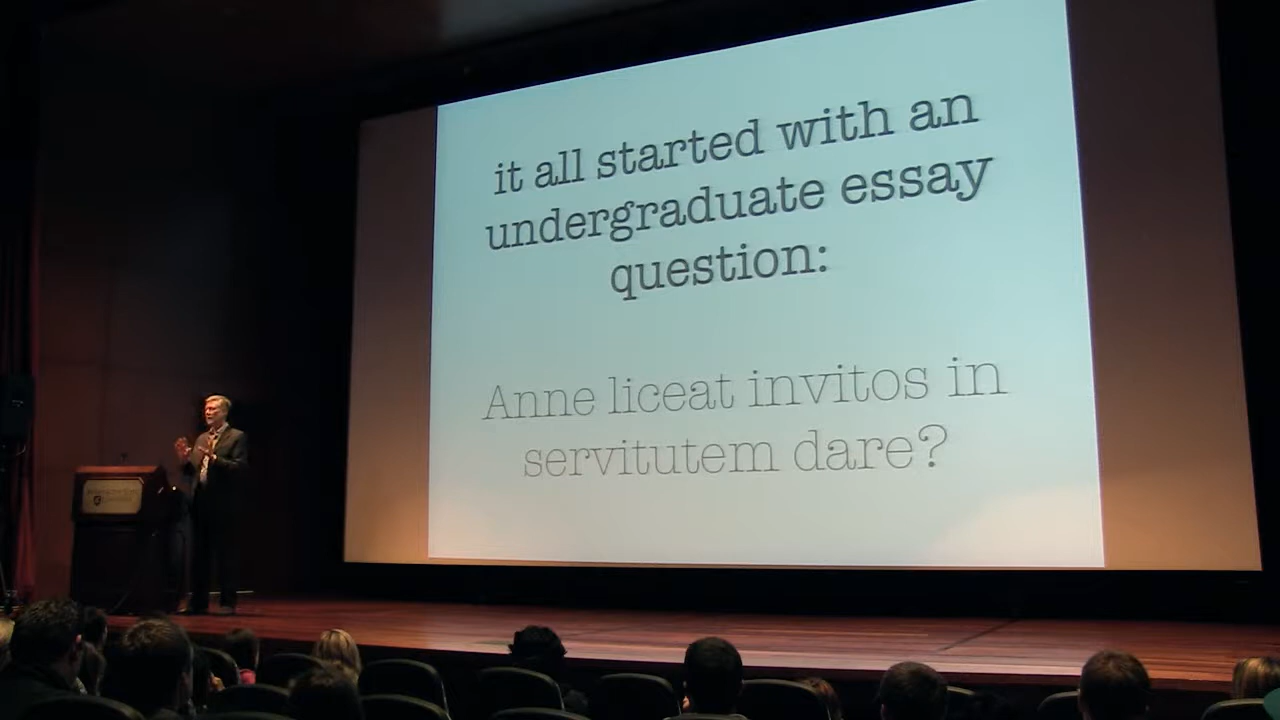 it all started with an
undergraduate essay
question:
Anne liceat invitos in
servitutem dare?